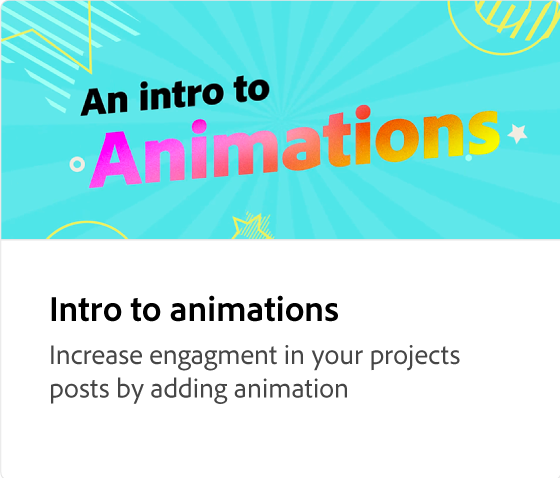 An intro to
Animations
Intro to animations
Increase engagment in your projects
posts by adding animation